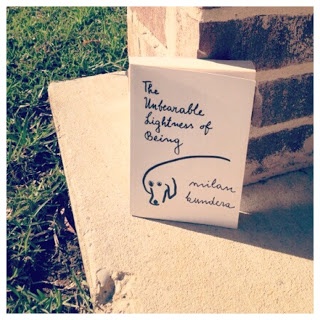 The
Unbearable
Lightness of
Being
milan
kundera